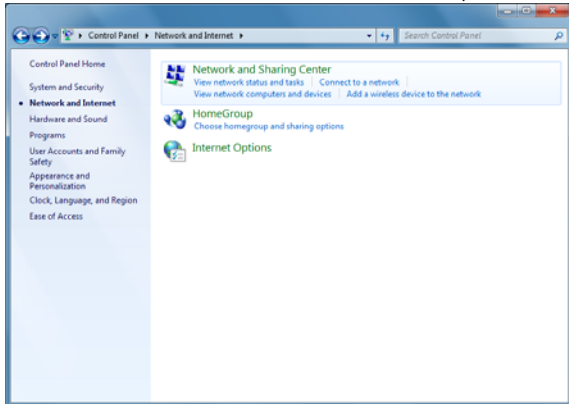 Control Panel
Network and Internet
Search Control Panel
Control Panel Home
System and Security
Network and Internet
Hardware and Sound
Programs
User Accounts and Family
Safety
Appearance and
Personalization
Clock, Language, and Region
Ease of Access
Network and Sharing Center
View network status and tasks
Connect to a network
View network computers and devices
Add a wireless device to the network
HomeGroup
Choose homegroup and sharing options
Internet Options